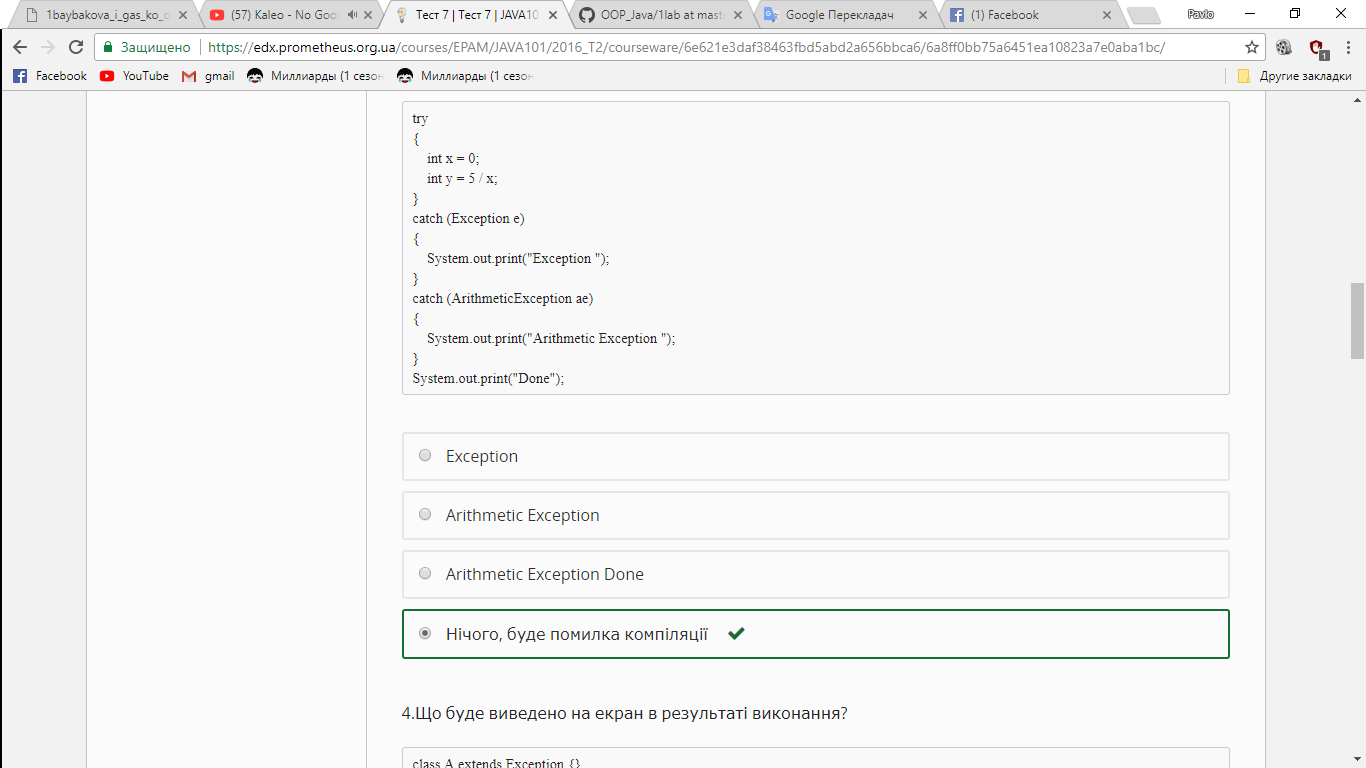 1baybakova_i_gas_ko_o
(57) Kaleo - No Goo
Тест 7 | Тест 7 | JAVA10
OOP_Java/1lab at mast
Google Перекладач
(1) Facebook
Pavlo
Защищено
https://edx.prometheus.org.ua/courses/EPAM/JAVA101/2016_T2/courseware/6e621e3daf38463fbd5abd2a656bbca6/6a8ff0bb75a6451ea10823a7e0aba1bc/
1
Facebook
YouTube
gmail
Миллиарды (1 сезон
Миллиарды (1 сезон
Другие закладки
try
{
int x = 0;
int y = 5 / x;
}
catch (Exception e)
{
System.out.print("Exception ");
}
catch (ArithmeticException ae)
{
System.out.print("Arithmetic Exception ");
}
System.out.print("Done");
Exception
Arithmetic Exception
Arithmetic Exception Done
Нічого, буде помилка компіляції
4.Що буде виведено на екран в результаті виконання?
class A extends Exception {}